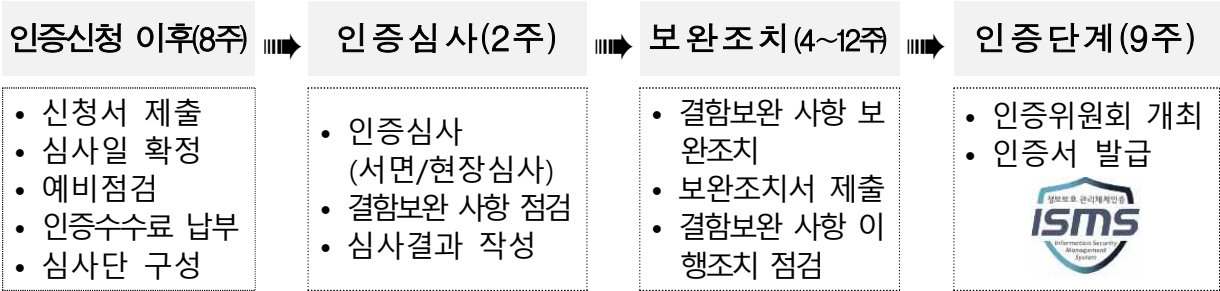 인증신청 이후(8주)
인증심사(2주)
보완조치(4~12주)
인증단계(9주)
• 신청서 제출
• 심사일 확정
• 예비점검
• 인증수수료 납부
• 심사단 구성
• 인증심사
(서면/현장심사)
• 결함보완 사항 점검
• 심사결과 작성
• 결함보완 사항 보
완조치
• 보완조치서 제출
• 결함보완 사항 이
행조치 점검
• 인증위원회 개최
• 인증서 발급
정보보호 관리체계인증
ISMS
Information Security
Management
System